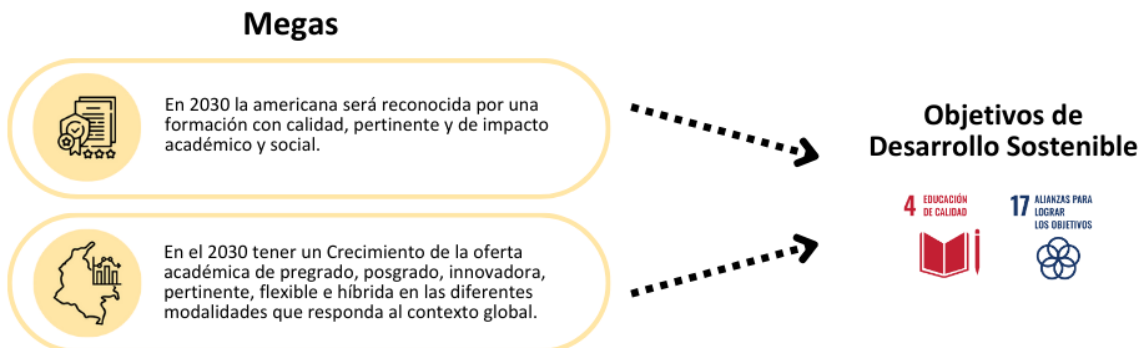 Megas
En 2030 la americana será reconocida por una
formación con calidad, pertinente y de impacto
académico y social.
En el 2030 tener un Crecimiento de la oferta
académica de pregrado, posgrado, innovadora,
pertinente, flexible e híbrida en las diferentes
modalidades que responda al contexto global.
Objetivos de
Desarrollo Sostenible
4 EDUCACIÓN
DE CALIDAD
17 ALIANZAS PARA
LOGRAR
LOS OBJETIVOS